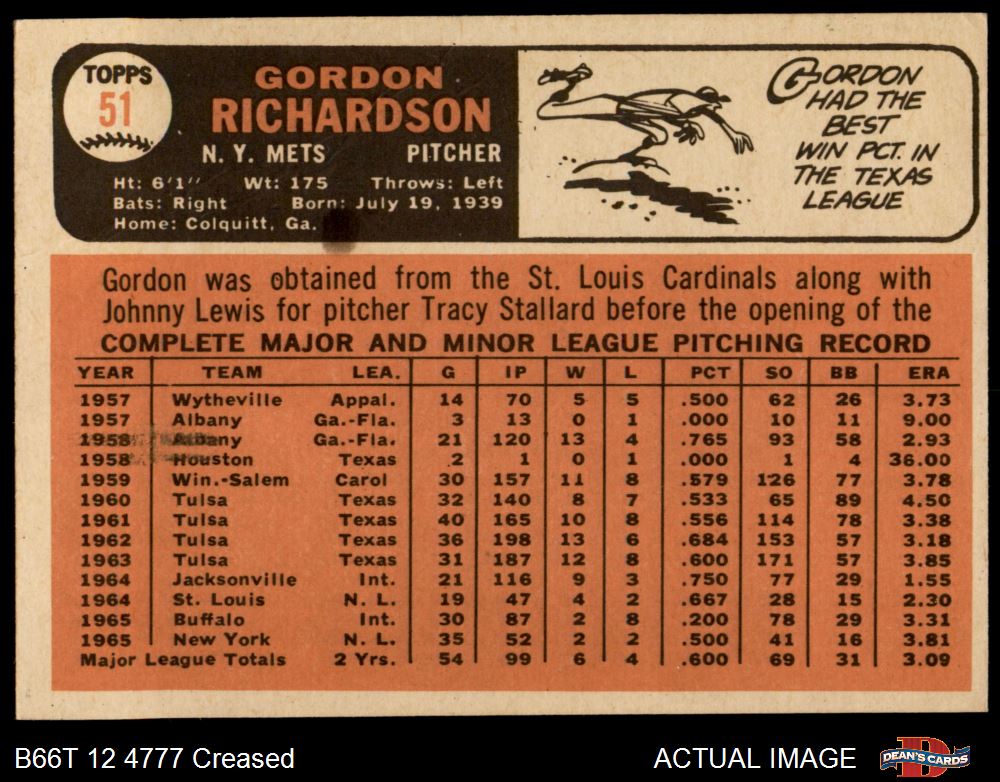 TOPPS
51
GORDON
RICHARDSON
N. Y. METS PITCHER
Ht: 6'1" Wt: 175 Throws: Left
Bats: Right Born: July 19, 1939
Home: Colquitt, Ga.
GORDON
HAD THE
BEST
WIN PCT. IN
THE TEXAS
LEAGUE
Gordon was obtained from the St. Louis Cardinals along with
Johnny Lewis for pitcher Tracy Stallard before the opening of the
COMPLETE MAJOR AND MINOR LEAGUE PITCHING RECORD
YEAR TEAM LEA. G IP W L PCT SO BB ERA
1957 Wytheville Appal. 14 70 5 5 .500 62 26 3.73
1957 Albany Ga.-Fla. 3 13 0 1 .000 10 11 9.00
1958 Albany Ga.-Fla. 21 120 13 4 .765 93 58 2.93
1958 Houston Texas .2 1 0 1 .000 1 4 36.00
1959 Win.-Salem Carol 30 157 11 8 .579 126 77 3.78
1960 Tulsa Texas 32 140 8 7 .533 65 89 4.50
1961 Tulsa Texas 40 165 10 8 .556 114 78 3.38
1962 Tulsa Texas 36 198 13 6 .684 153 57 3.18
1963 Tulsa Texas 31 187 12 8 .600 171 57 3.85
1964 Jacksonville Int. 21 116 9 3 .750 77 29 1.55
1964 St. Louis N. L. 19 47 4 2 .667 28 15 2.30
1965 Buffalo Int. 30 87 2 8 .200 78 29 3.31
1965 New York N. L. 35 52 2 2 .500 41 16 3.81
Major League Totals 2 Yrs. 54 99 6 4 .600 69 31 3.09
B66T 12 4777 Creased ACTUAL IMAGE
DEAN'S CARDS